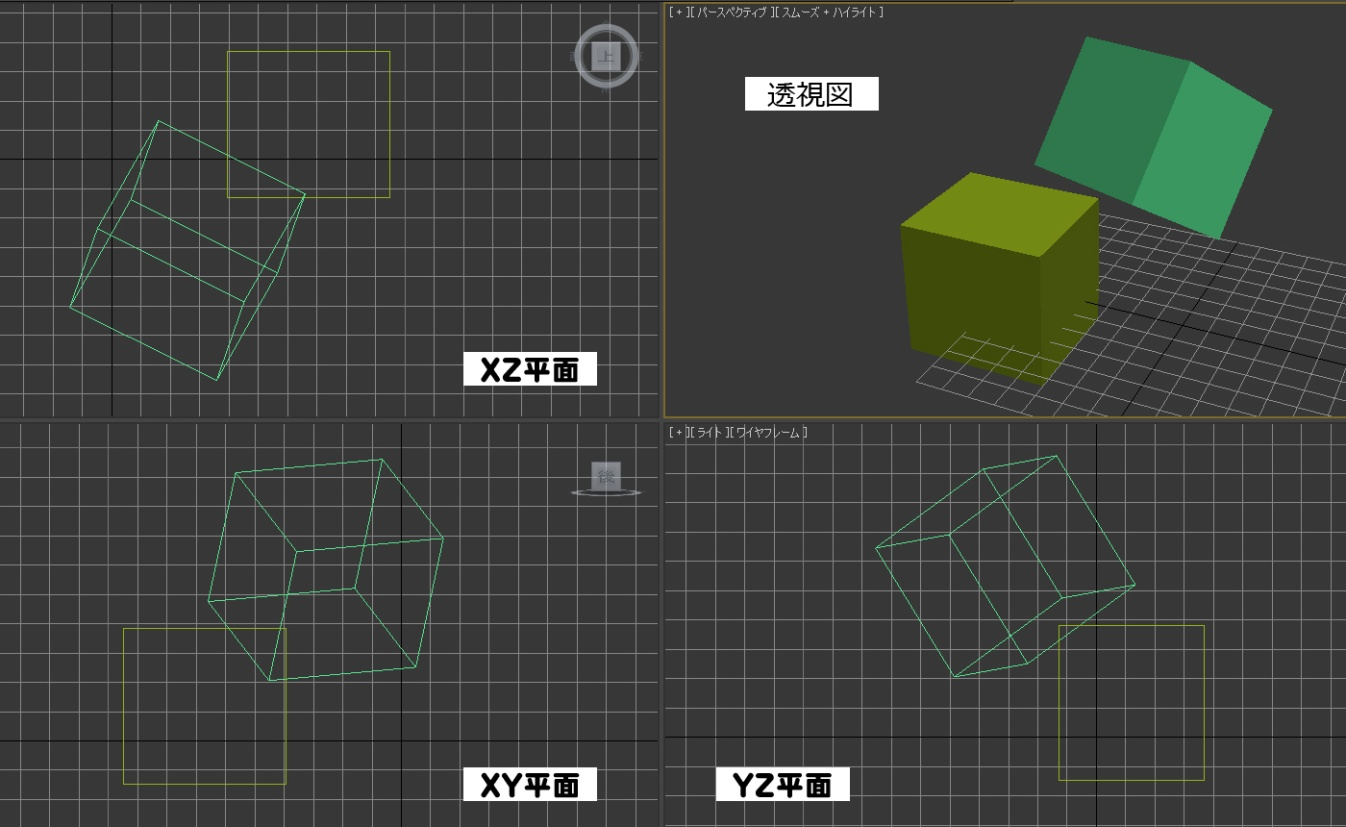 上
[ + ][ パースペクティブ ][ スムーズ + ハイライト ]
透視図
XZ平面
[ + ][ ライト ][ ワイヤフレーム ]
後
XY平面
YZ平面